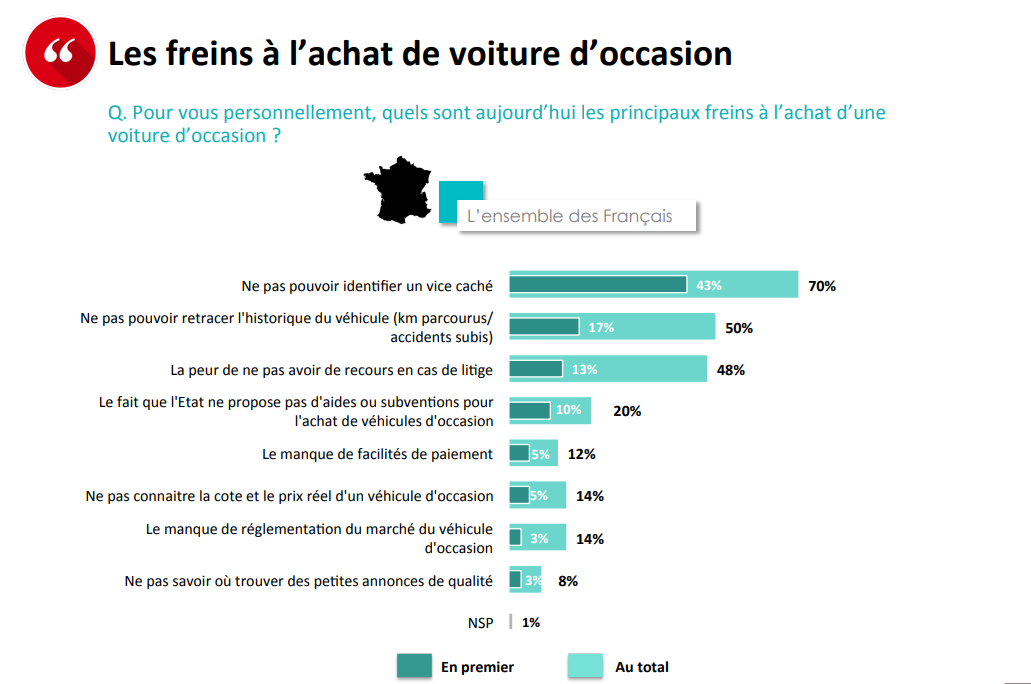 Les freins à l'achat de voiture d'occasion
Q. Pour vous personnellement, quels sont aujourd'hui les principaux freins à l'achat d'une
voiture d'occasion ?
L'ensemble des Français
Ne pas pouvoir identifier un vice caché 43% 70%
Ne pas pouvoir retracer l'historique du véhicule (km parcourus/
accidents subis) 17% 50%
La peur de ne pas avoir de recours en cas de litige 13% 48%
Le fait que l'Etat ne propose pas d'aides ou subventions pour
l'achat de véhicules d'occasion 10% 20%
Le manque de facilités de paiement 5% 12%
Ne pas connaitre la cote et le prix réel d'un véhicule d'occasion 5% 14%
Le manque de réglementation du marché du véhicule
d'occasion 3% 14%
Ne pas savoir où trouver des petites annonces de qualité 3% 8%
NSP 1%
En premier Au total